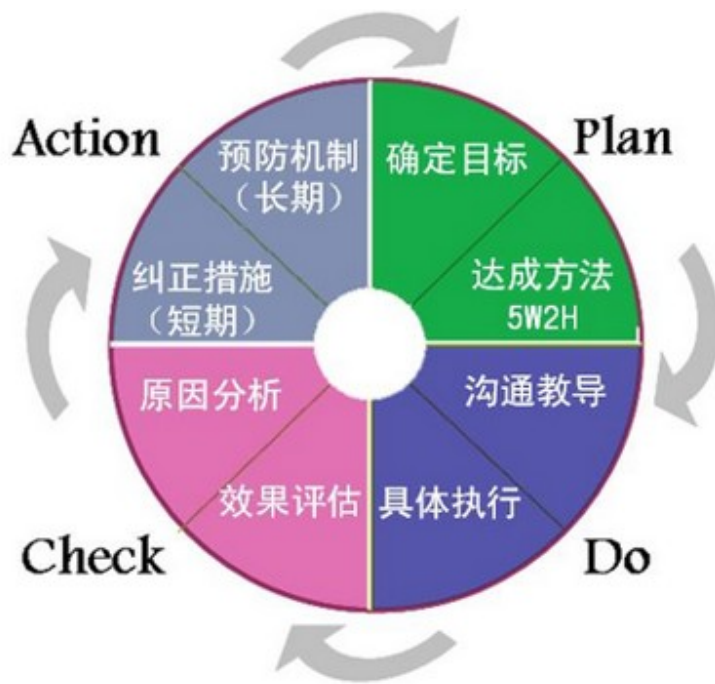 Action
Plan
预防机制
（长期）
确定目标
纠正措施
（短期）
达成方法
5W2H
原因分析
沟通教导
效果评估
具体执行
Check
Do